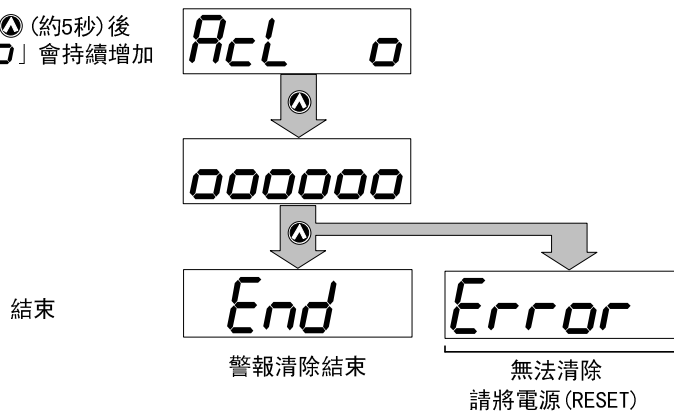 (約5秒)後
」會持續增加
AcL o
oooooo
End
Error
結束
警報清除結束
無法清除
請將電源(RESET)